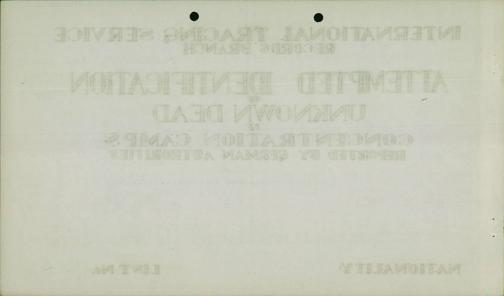 INTERNATIONAL TRACING SERVICE
RECORDS BRANCH
ATTEMPTED IDENTIFICATION
OF
UNKNOWN DEAD
IN
CONCENTRATION CAMPS
REPORTED BY GERMAN AUTHORITIES
NATIONALITY
LIST No.